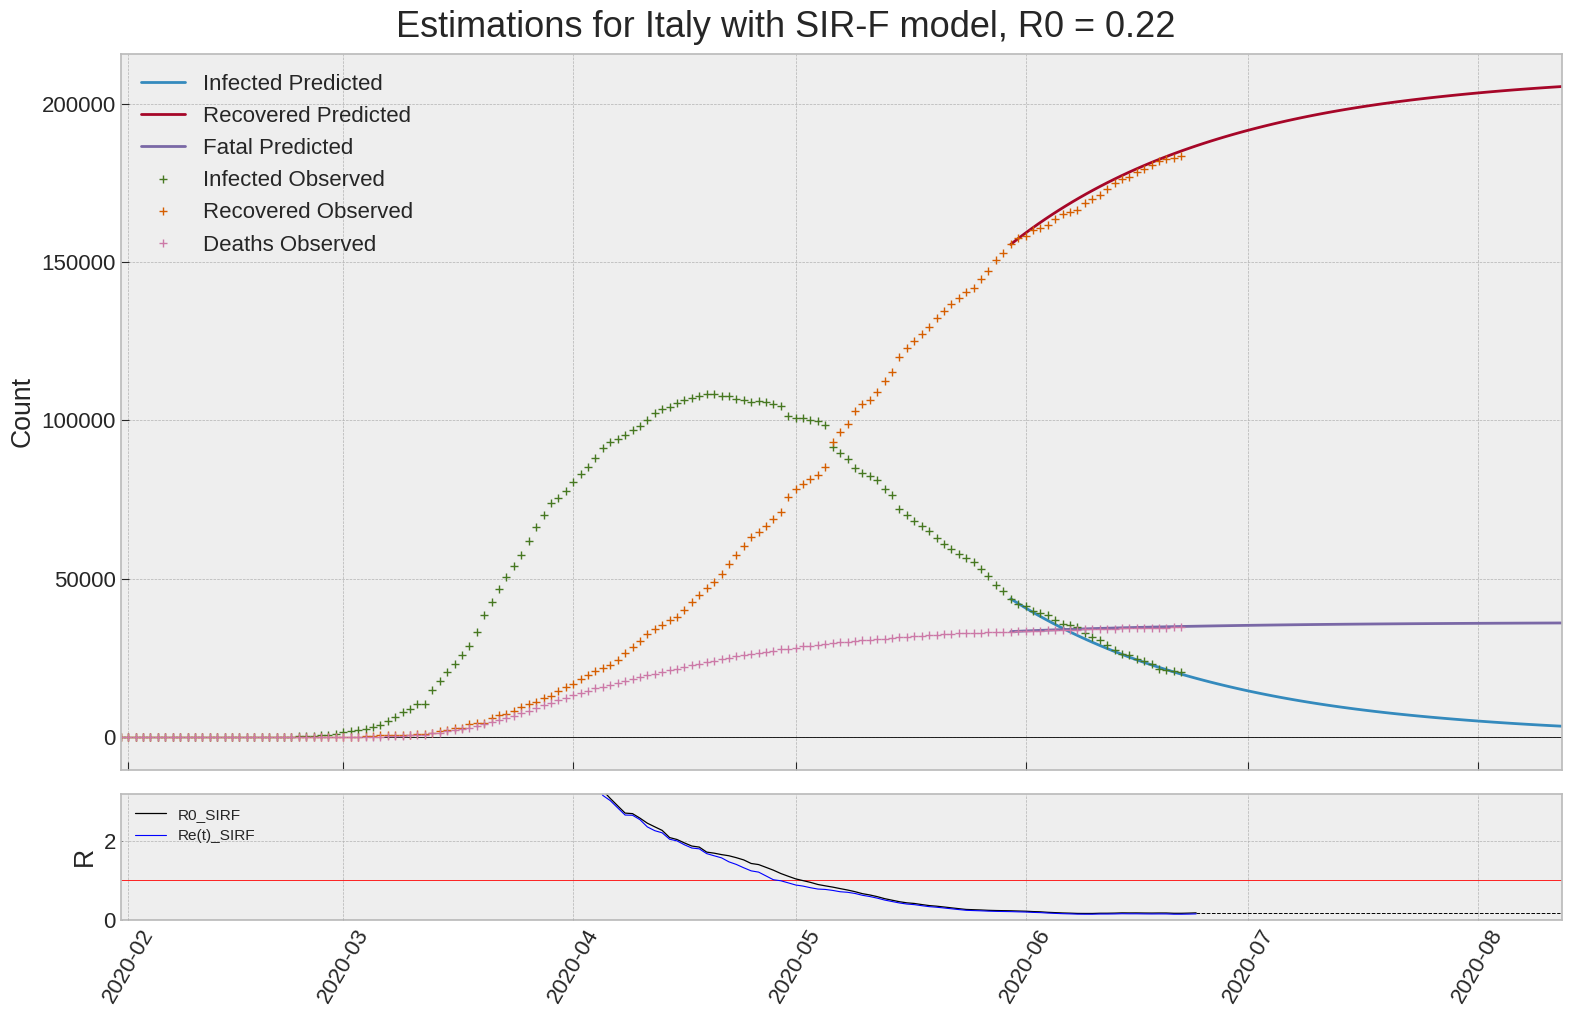 Estimations for Italy with SIR-F model, R0 = 0.22
Infected Predicted
Recovered Predicted
Fatal Predicted
Infected Observed
Recovered Observed
Deaths Observed
200000
150000
100000
50000
0
Count
R0_SIRF
Re(t)_SIRF
2
0
R
2020-02
2020-03
2020-04
2020-05
2020-06
2020-07
2020-08